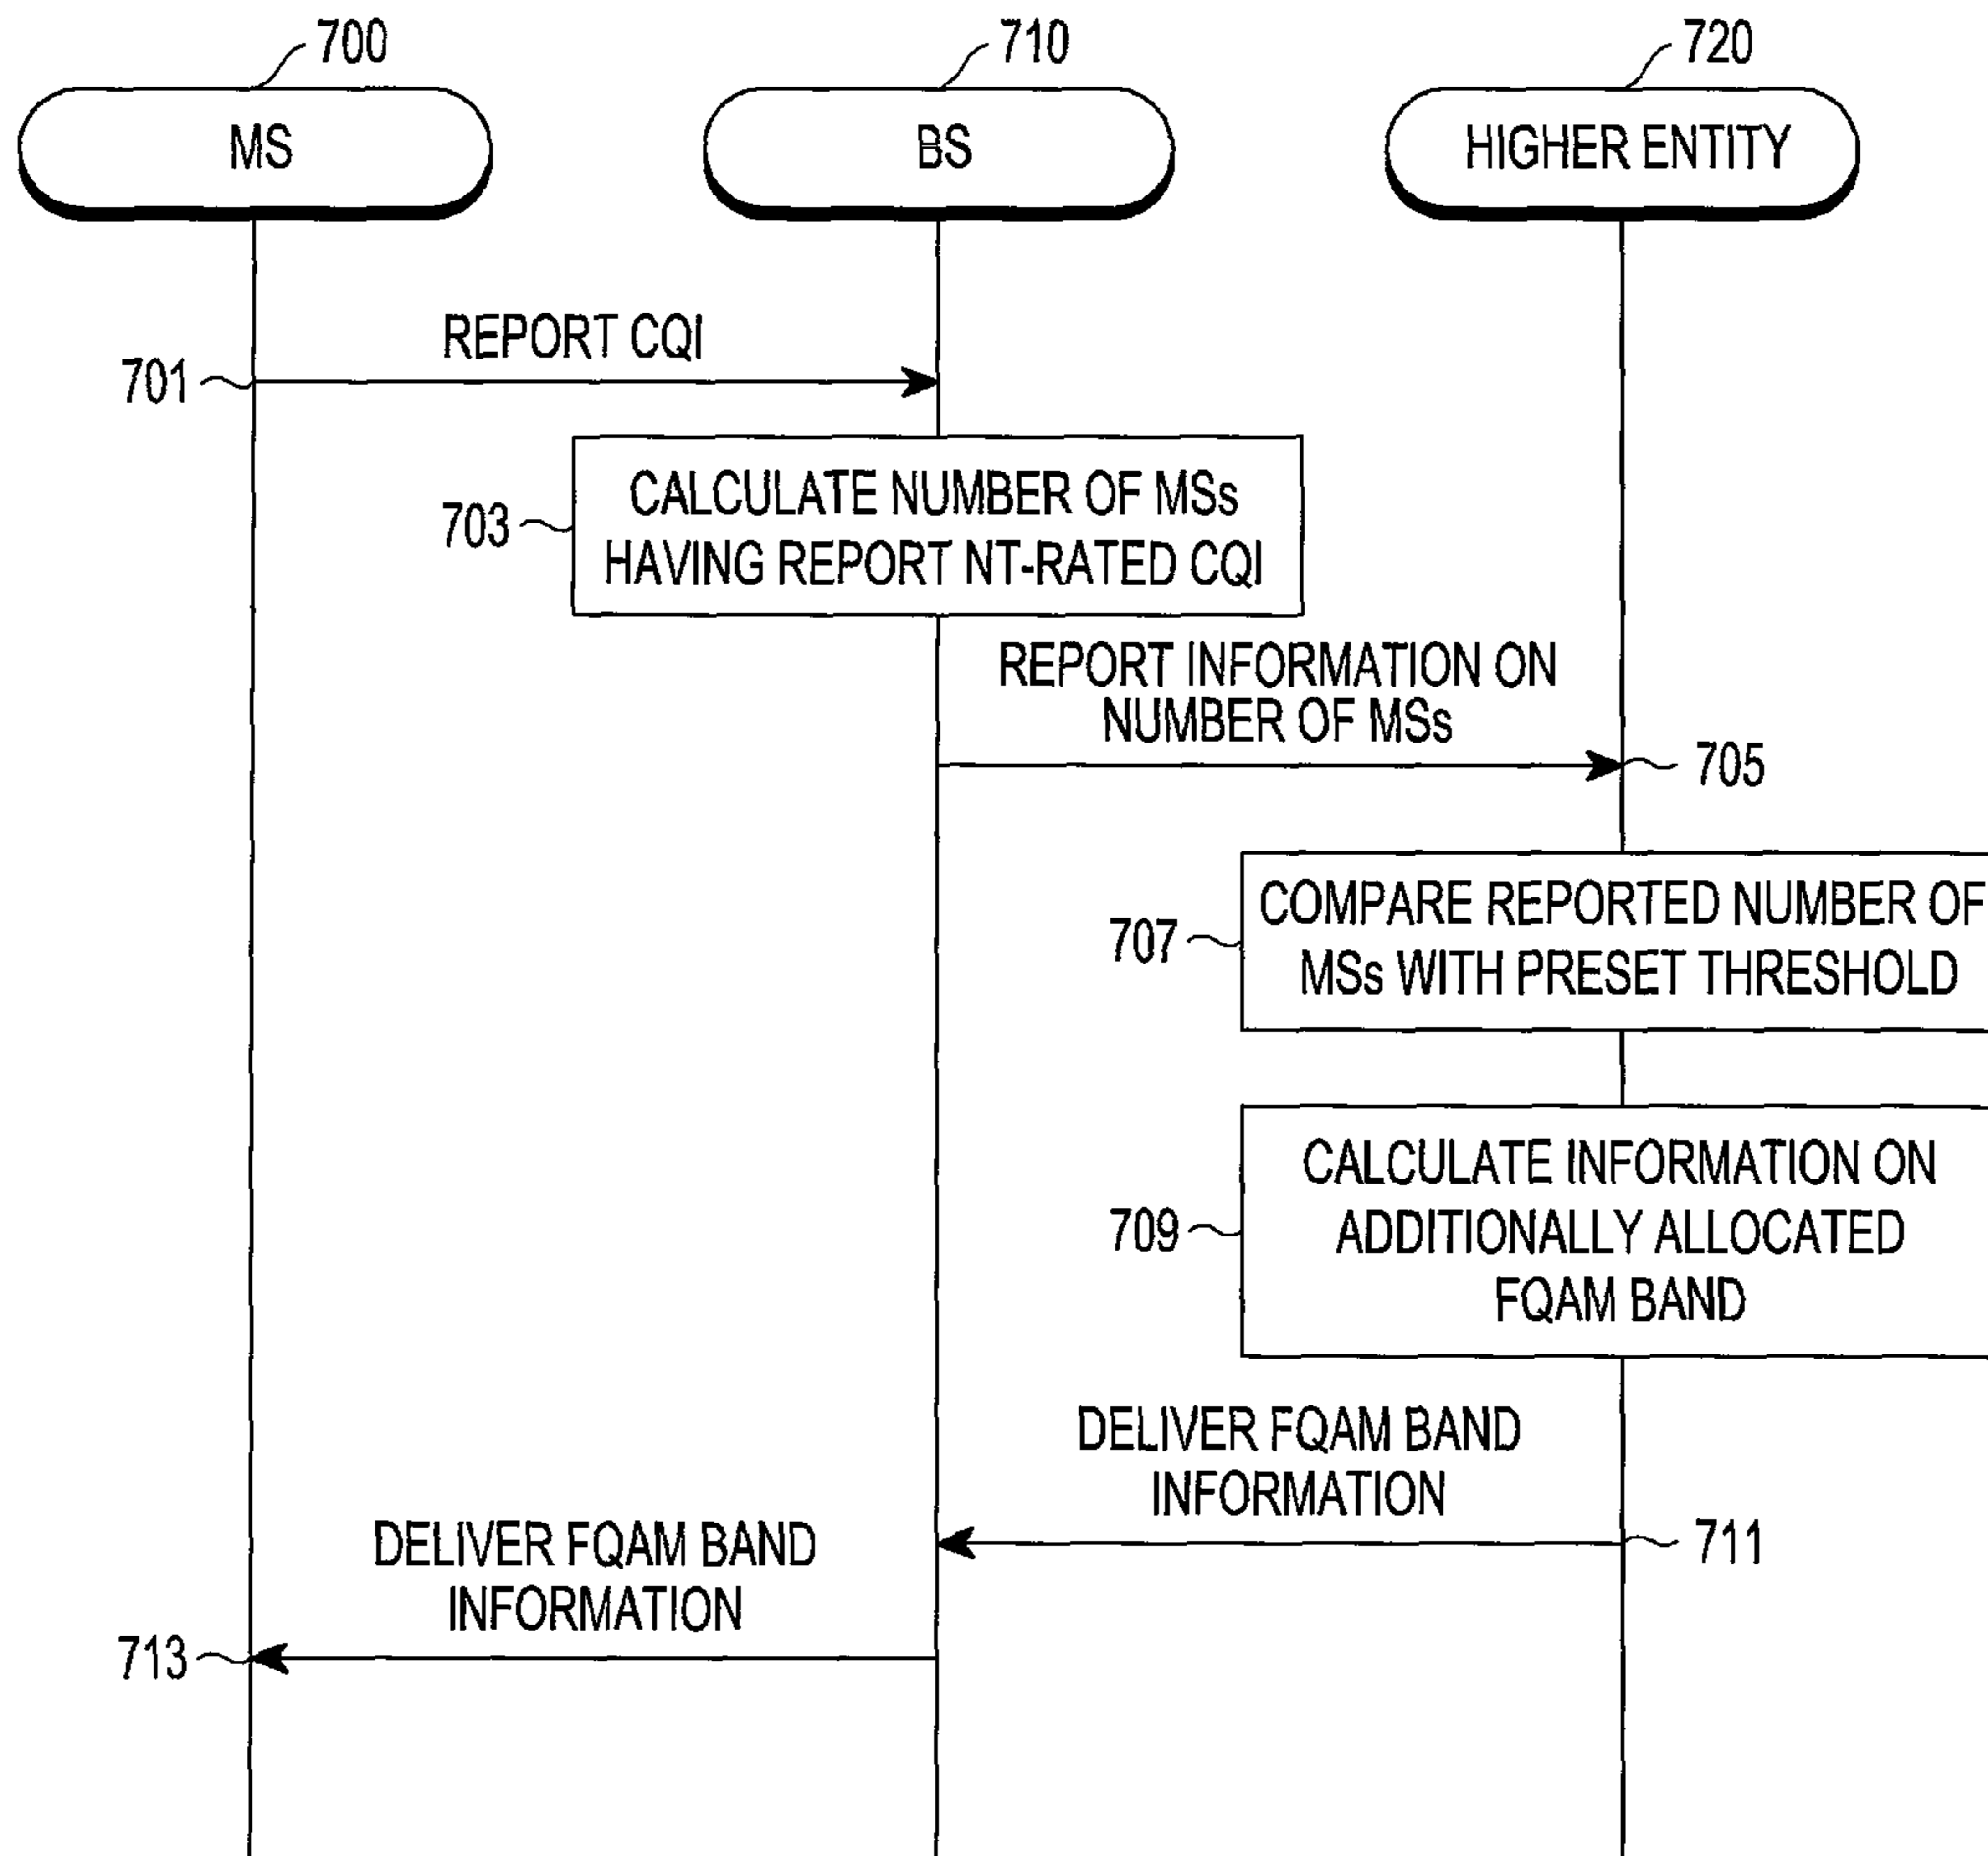 700
710
720
MS
BS
HIGHER ENTITY
REPORT CQI
701
CALCULATE NUMBER OF MSs
HAVING REPORT NT-RATED CQI
703
REPORT INFORMATION ON
NUMBER OF MSs
705
COMPARE REPORTED NUMBER OF
MSs WITH PRESET THRESHOLD
707
CALCULATE INFORMATION ON
ADDITIONALLY ALLOCATED
FQAM BAND
709
DELIVER FQAM BAND
INFORMATION
711
DELIVER FQAM BAND
INFORMATION
713